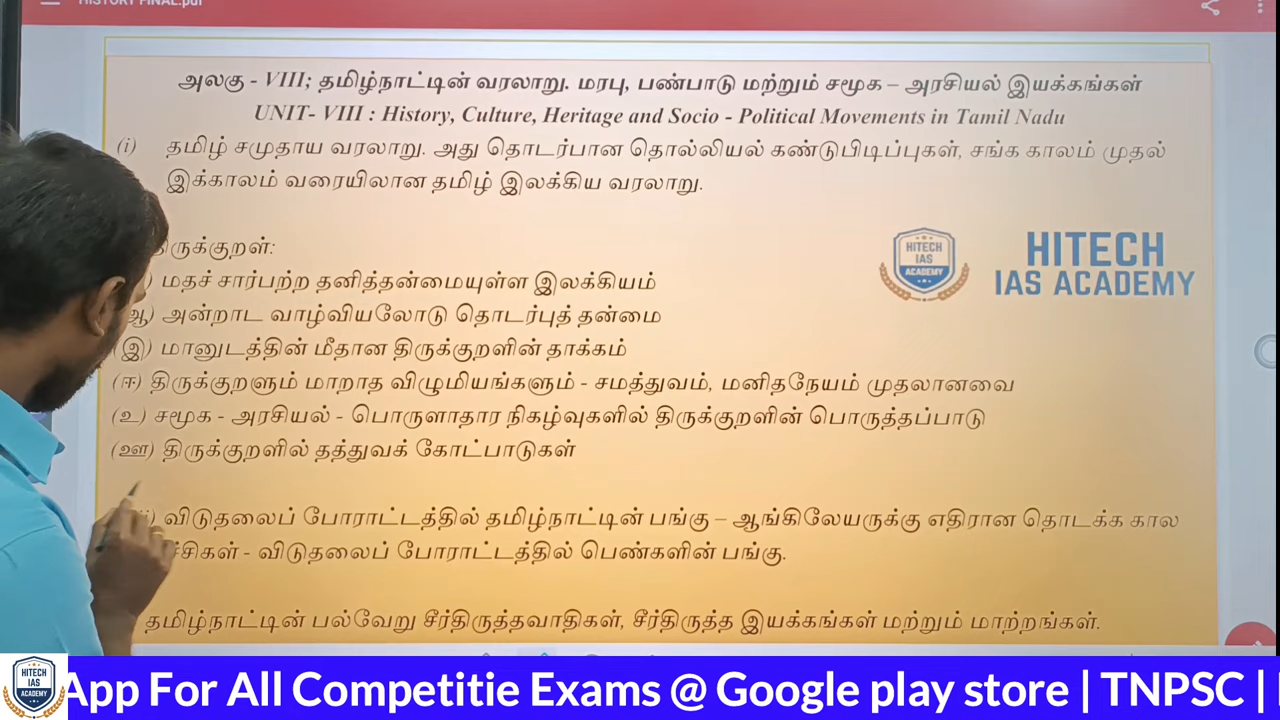 HISTORY FINAL.pdf
அலகு - VIII; தமிழ்நாட்டின் வரலாறு. மரபு, பண்பாடு மற்றும் சமூக – அரசியல் இயக்கங்கள்
UNIT- VIII : History, Culture, Heritage and Socio - Political Movements in Tamil Nadu
(i) தமிழ் சமுதாய வரலாறு. அது தொடர்பான தொல்லியல் கண்டுபிடிப்புகள், சங்க காலம் முதல்
இக்காலம் வரையிலான தமிழ் இலக்கிய வரலாறு.
திருக்குறள்:
மதச் சார்பற்ற தனித்தன்மையுள்ள இலக்கியம்
ஆ) அன்றாட வாழ்வியலோடு தொடர்புத் தன்மை
(இ) மானுடத்தின் மீதான திருக்குறளின் தாக்கம்
(ஈ) திருக்குறளும் மாறாத விழுமியங்களும் - சமத்துவம், மனிதநேயம் முதலானவை
(உ) சமூக - அரசியல் - பொருளாதார நிகழ்வுகளில் திருக்குறளின் பொருத்தப்பாடு
(ஊ) திருக்குறளில் தத்துவக் கோட்பாடுகள்
விடுதலைப் போராட்டத்தில் தமிழ்நாட்டின் பங்கு – ஆங்கிலேயருக்கு எதிரான தொடக்க கால
- விடுதலைப் போராட்டத்தில் பெண்களின் பங்கு.
தமிழ்நாட்டின் பல்வேறு சீர்திருத்தவாதிகள், சீர்திருத்த இயக்கங்கள் மற்றும் மாற்றங்கள்.
HITECH
IAS
ACADEMY
HITECH
IAS ACADEMY
HITECH
IAS
ACADEMY
App For All Competitie Exams @ Google play store | TNPSC |